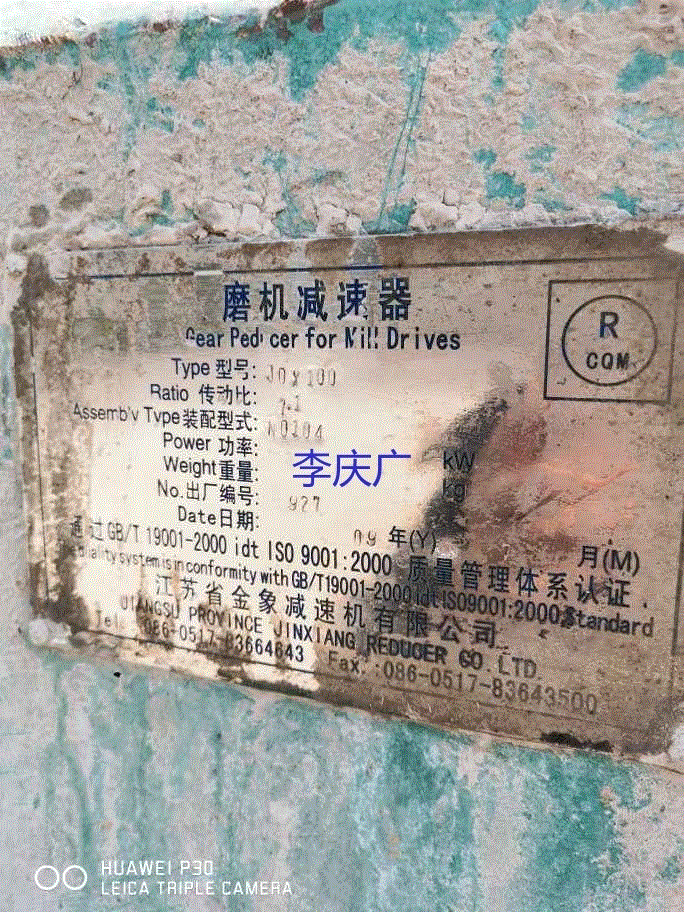 磨机减速器
Gear Reducer for Mill Drives
R
CQM
Type 型号:
Ratio 传动比: 7.1
Assembly Type装配型式:
Power 功率: kW
Weight重量: kg
李庆广
No.出厂编号: 927
Date日期: 09 年(Y) 月(M)
通过GB/T 19001-2000 idt ISO 9001:2000 质量管理体系认证.
Quality system is in conformity with GB/T19001-2000 idt ISO9001:2000 Standard
江苏省金象减速机有限公司
JIANGSU PROVINCE JINXIANG REDUCER CO LTD
Tel: 086-0517-83664643 Fax.:086-0517-83643500
HUAWEI P30
LEICA TRIPLE CAMERA